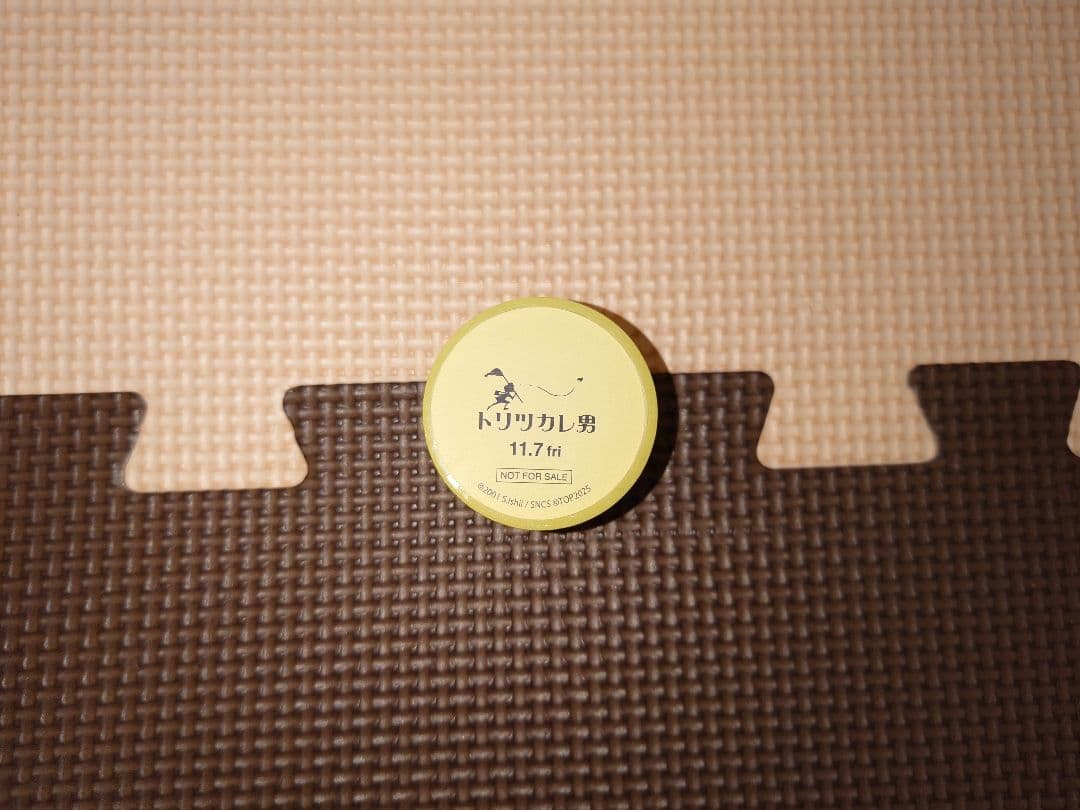 トリツカレ男
11.7 fri
NOT FOR SALE
©2001 S.Ishii / SNCS ©TOP2025